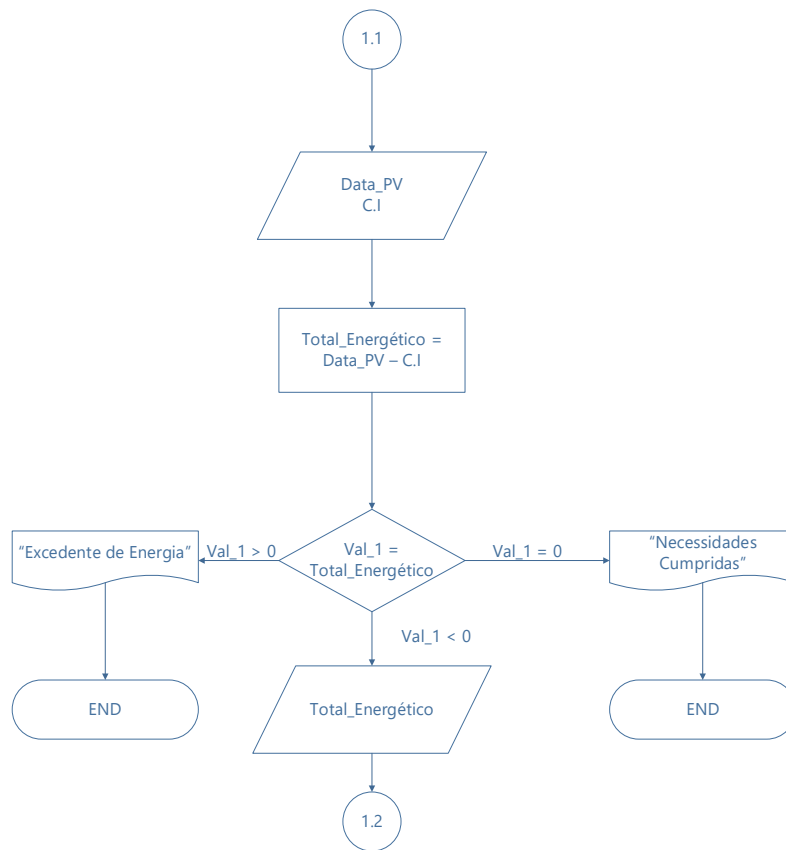 1.1
Data_PV
C.I
Total_Energético =
Data_PV – C.I
“Excedente de Energia”
Val_1 > 0
Val_1 =
Total_Energético
Val_1 = 0
“Necessidades
Cumpridas”
Val_1 < 0
END
Total_Energético
END
1.2